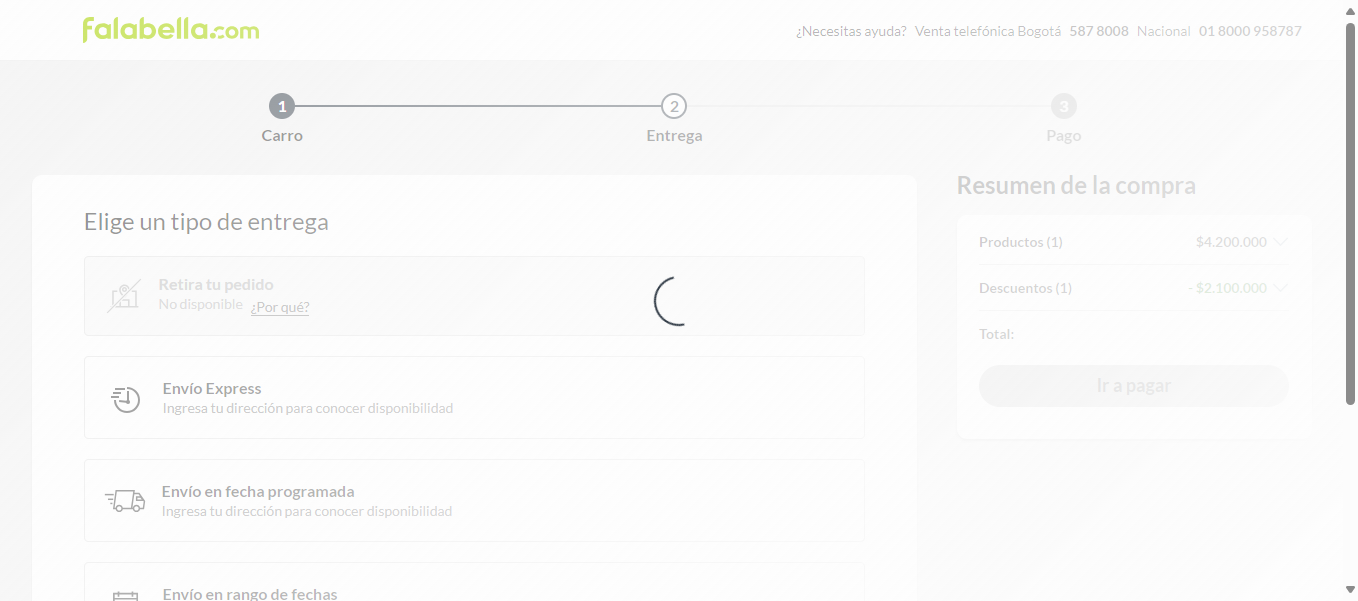 falabella.com
¿Necesitas ayuda? Venta telefónica Bogotá 587 8008 Nacional 01 8000 958787
1 2 3
Carro Entrega Pago
Elige un tipo de entrega
Retira tu pedido
No disponible ¿Por qué?
Envío Express
Ingresa tu dirección para conocer disponibilidad
Envío en fecha programada
Ingresa tu dirección para conocer disponibilidad
Envío en rango de fechas
Resumen de la compra
Productos (1) $4.200.000
Descuentos (1) - $2.100.000
Total:
Ir a pagar